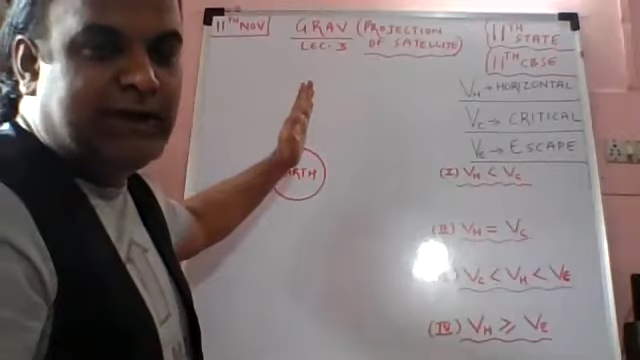 11TH NOV
GRAV (PROJECTION
LEC. 3 OF SATELLITE)
11TH STATE
11TH CBSE
VH → HORIZONTAL
VC → CRITICAL
VE → ESCAPE
ARTH
(I) VH < VC
(II) VH = VC
VC < VH < VE
(IV) VH ≥ VE